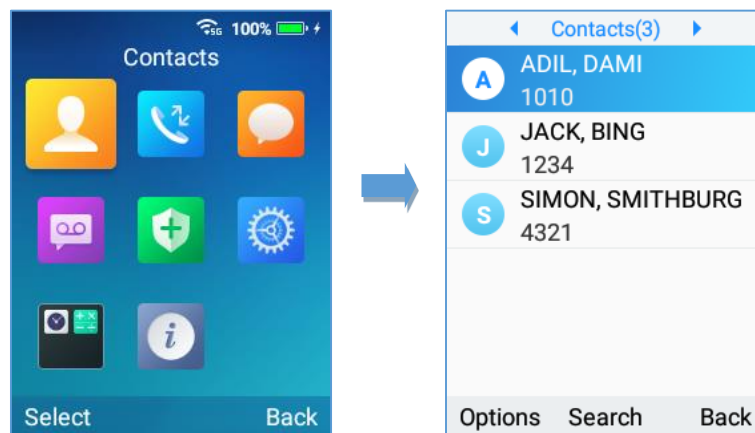 5G 100%
Contacts
Select Back
Contacts(3)
A ADIL, DAMI
1010
J JACK, BING
1234
S SIMON, SMITHBURG
4321
Options Search Back